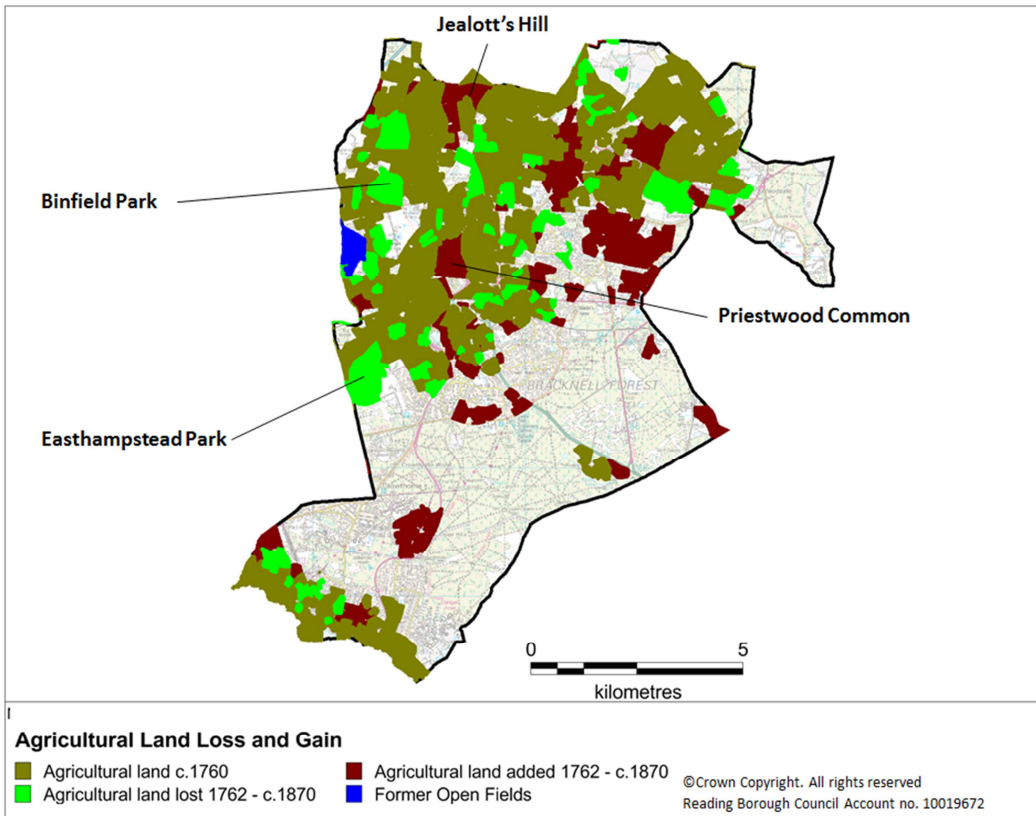 Jealott's Hill
Binfield Park
Priestwood Common
BRACKNELL FOREST
Easthampstead Park
0 5
kilometres
Agricultural Land Loss and Gain
Agricultural land c.1760
Agricultural land added 1762 - c.1870
Agricultural land lost 1762 - c.1870
Former Open Fields
©Crown Copyright. All rights reserved
Reading Borough Council Account no. 10019672